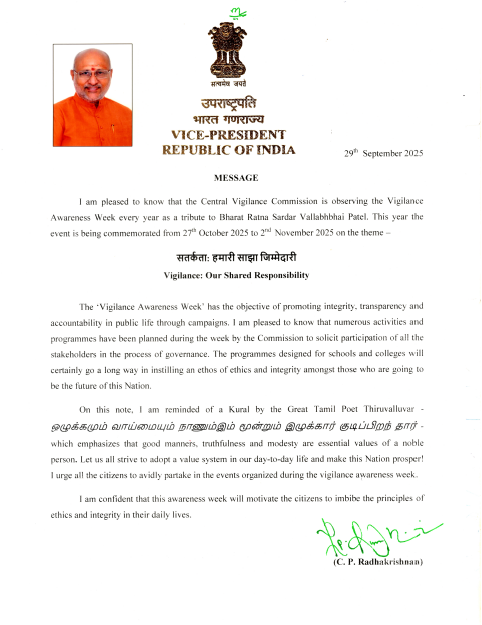 सत्यमेव जयते
उपराष्ट्रपति
भारत गणराज्य
VICE-PRESIDENT
REPUBLIC OF INDIA
29th September 2025
MESSAGE
I am pleased to know that the Central Vigilance Commission is observing the Vigilance
Awareness Week every year as a tribute to Bharat Ratna Sardar Vallabhbhai Patel. This year the
event is being commemorated from 27th October 2025 to 2nd November 2025 on the theme –
सतर्कता: हमारी साझा जिम्मेदारी
Vigilance: Our Shared Responsibility
The ‘Vigilance Awareness Week’ has the objective of promoting integrity, transparency and
accountability in public life through campaigns. I am pleased to know that numerous activities and
programmes have been planned during the week by the Commission to solicit participation of all the
stakeholders in the process of governance. The programmes designed for schools and colleges will
certainly go a long way in instilling an ethos of ethics and integrity amongst those who are going to
be the future of this Nation.
On this note, I am reminded of a Kural by the Great Tamil Poet Thiruvalluvar -
ஒழுக்கமும் வாய்மையும் நாணும்இம் மூன்றும் இழுக்கார் குடிப்பிறந் தார் -
which emphasizes that good manners, truthfulness and modesty are essential values of a noble
person. Let us all strive to adopt a value system in our day-to-day life and make this Nation prosper!
I urge all the citizens to avidly partake in the events organized during the vigilance awareness week.
I am confident that this awareness week will motivate the citizens to imbibe the principles of
ethics and integrity in their daily lives.
(C. P. Radhakrishnan)